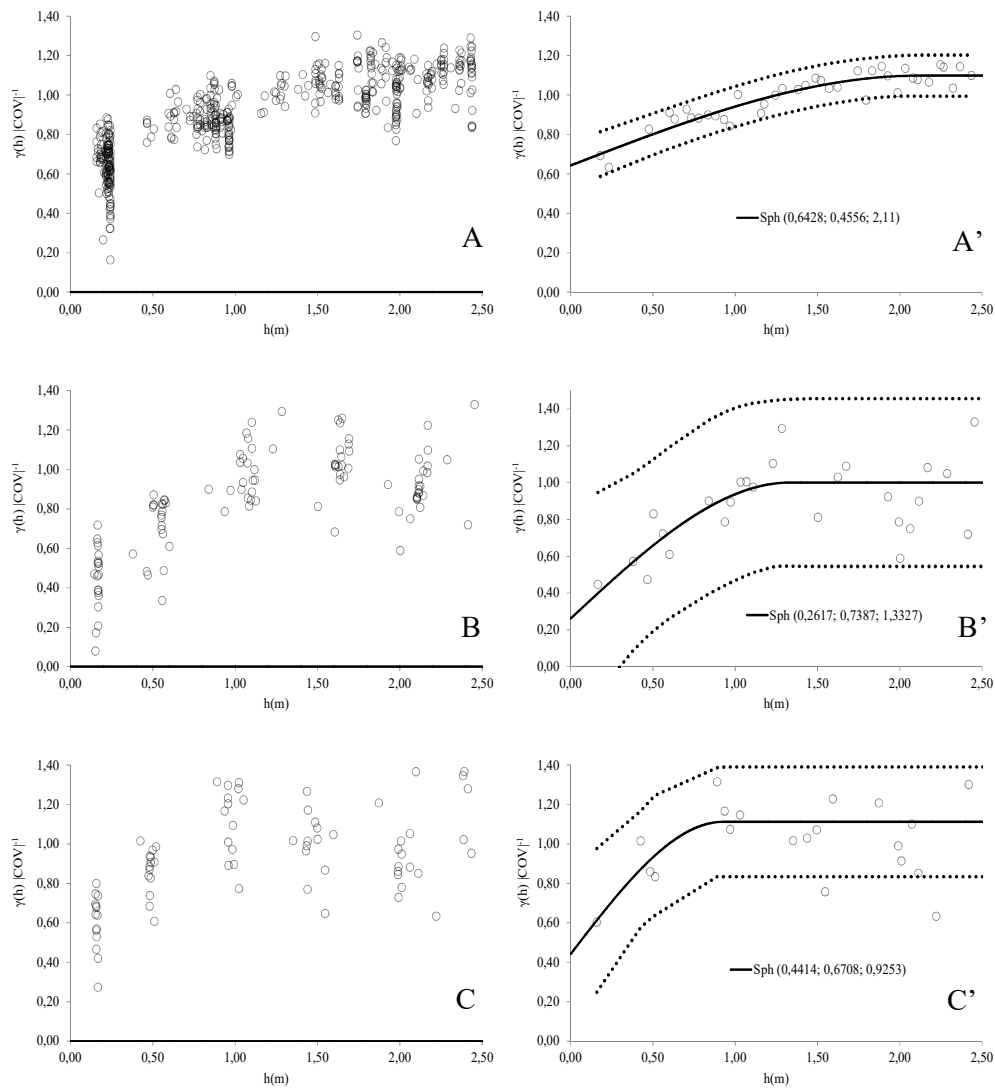 1,40
1,20
1,00
0,80
0,60
0,40
0,20
0,00
γ(h) |COV|⁻¹
0,00 0,50 1,00 1,50 2,00 2,50
h(m)
A
1,40
1,20
1,00
0,80
0,60
0,40
0,20
0,00
γ(h) |COV|⁻¹
0,00 0,50 1,00 1,50 2,00 2,50
h(m)
Sph (0,6428; 0,4556; 2,11)
A’
1,40
1,20
1,00
0,80
0,60
0,40
0,20
0,00
γ(h) |COV|⁻¹
0,00 0,50 1,00 1,50 2,00 2,50
h(m)
B
1,40
1,20
1,00
0,80
0,60
0,40
0,20
0,00
γ(h) |COV|⁻¹
0,00 0,50 1,00 1,50 2,00 2,50
h(m)
Sph (0,2617; 0,7387; 1,3327)
B’
1,40
1,20
1,00
0,80
0,60
0,40
0,20
0,00
γ(h) |COV|⁻¹
0,00 0,50 1,00 1,50 2,00 2,50
h(m)
C
1,40
1,20
1,00
0,80
0,60
0,40
0,20
0,00
γ(h) |COV|⁻¹
0,00 0,50 1,00 1,50 2,00 2,50
h(m)
Sph (0,4414; 0,6708; 0,9253)
C’